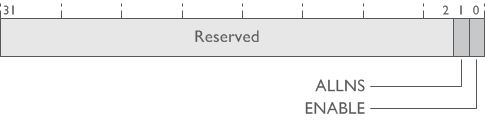 31 2 1 0
Reserved
ALLNS
ENABLE